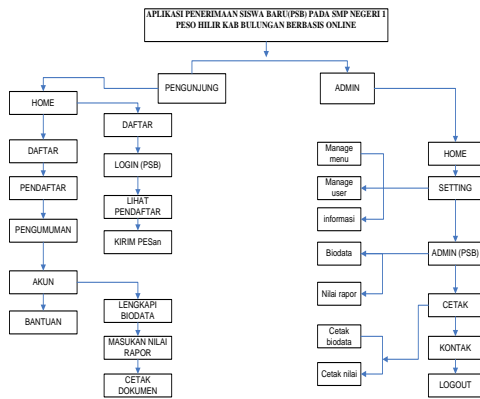 APLIKASI PENERIMAAN SISWA BARU(PSB) PADA SMP NEGERI 1
PESO HILIR KAB BULUNGAN BERBASIS ONLINE
PENGUNJUNG
ADMIN
HOME
DAFTAR
DAFTAR
LOGIN (PSB)
PENDAFTAR
LIHAT
PENDAFTAR
PENGUMUMAN
KIRIM PESan
AKUN
LENGKAPI
BIODATA
BANTUAN
MASUKAN NILAI
RAPOR
CETAK
DOKUMEN
Manage
menu
HOME
Manage
user
SETTING
informasi
Biodata
ADMIN (PSB)
Nilai rapor
CETAK
Cetak
biodata
KONTAK
Cetak nilai
LOGOUT